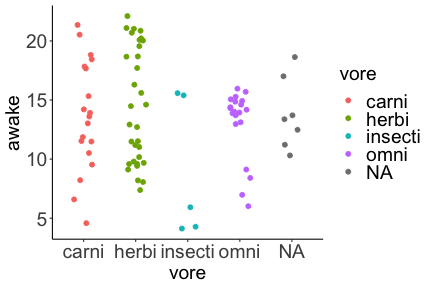 20
15
10
5
awake
carni
herbi
insecti
omni
NA
vore
vore
carni
herbi
insecti
omni
NA